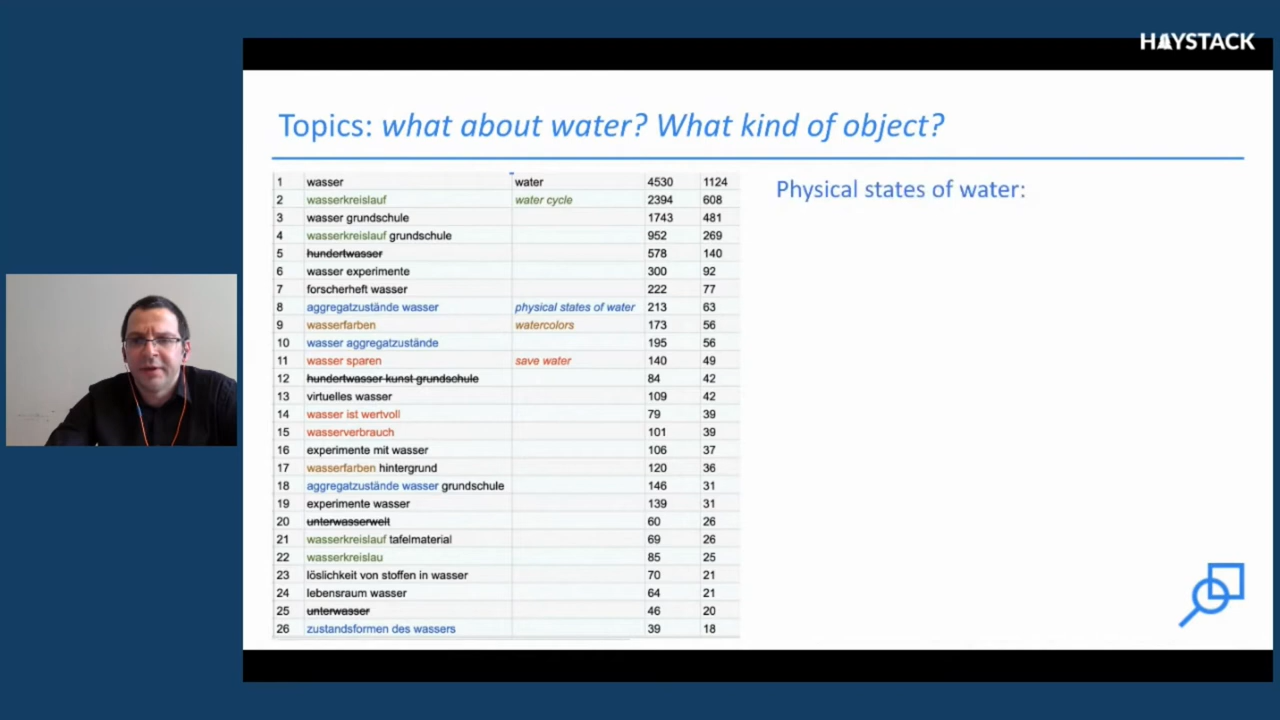 HAYSTACK
Topics: what about water? What kind of object?
1 wasser water 4530 1124
2 wasserkreislauf water cycle 2394 608
3 wasser grundschule 1743 481
4 wasserkreislauf grundschule 952 269
5 hundertwasser 578 140
6 wasser experimente 300 92
7 forscherheft wasser 222 77
8 aggregatzustände wasser physical states of water 213 63
9 wasserfarben watercolors 173 56
10 wasser aggregatzustände 195 56
11 wasser sparen save water 140 49
12 hundertwasser kunst grundschule 84 42
13 virtuelles wasser 109 42
14 wasser ist wertvoll 79 39
15 wasserverbrauch 101 39
16 experimente mit wasser 106 37
17 wasserfarben hintergrund 120 36
18 aggregatzustände wasser grundschule 146 31
19 experimente wasser 139 31
20 unterwasserwelt 60 26
21 wasserkreislauf tafelmaterial 69 26
22 wasserkreislau 85 25
23 löslichkeit von stoffen in wasser 70 21
24 lebensraum wasser 64 21
25 unterwasser 46 20
26 zustandsformen des wassers 39 18
Physical states of water: